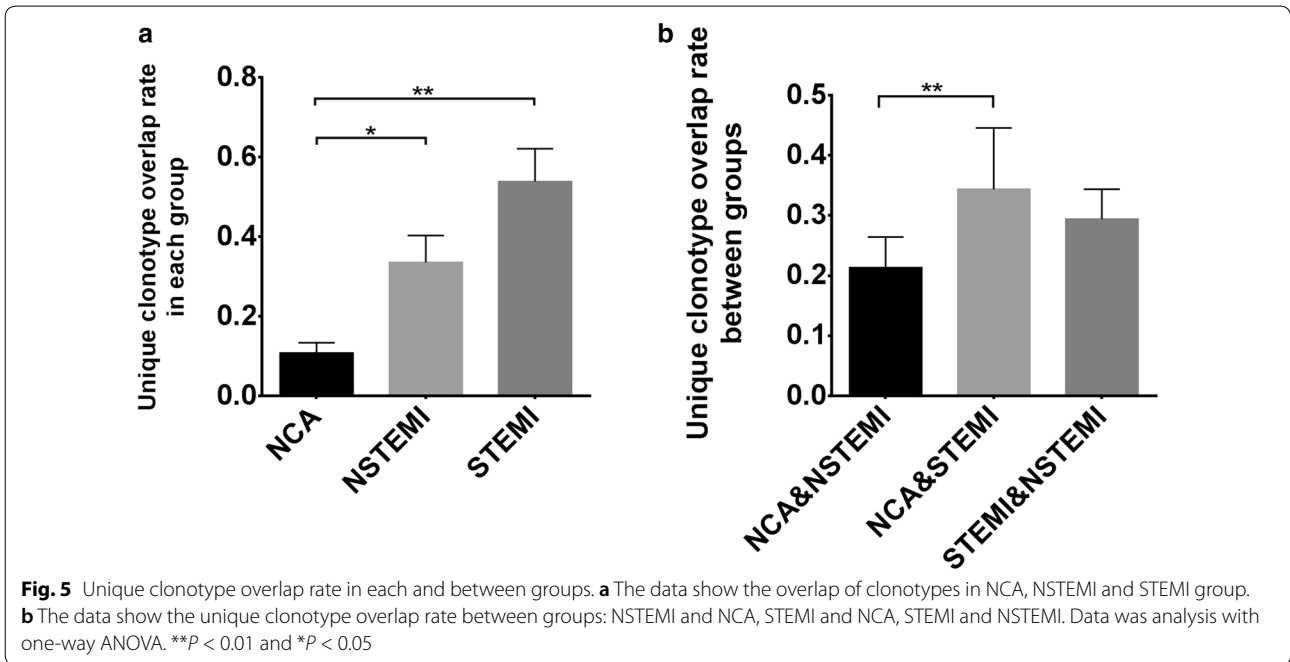 a
Unique clonotype overlap rate
in each group
0.8
0.6
0.4
0.2
0.0
**
*
NCA
NSTEMI
STEMI
b
Unique clonotype overlap rate
between groups
0.5
0.4
0.3
0.2
0.1
0.0
**
NCA&NSTEMI
NCA&STEMI
STEMI&NSTEMI
Fig. 5 Unique clonotype overlap rate in each and between groups. a The data show the overlap of clonotypes in NCA, NSTEMI and STEMI group.
b The data show the unique clonotype overlap rate between groups: NSTEMI and NCA, STEMI and NCA, STEMI and NSTEMI. Data was analysis with
one-way ANOVA. **P < 0.01 and *P < 0.05